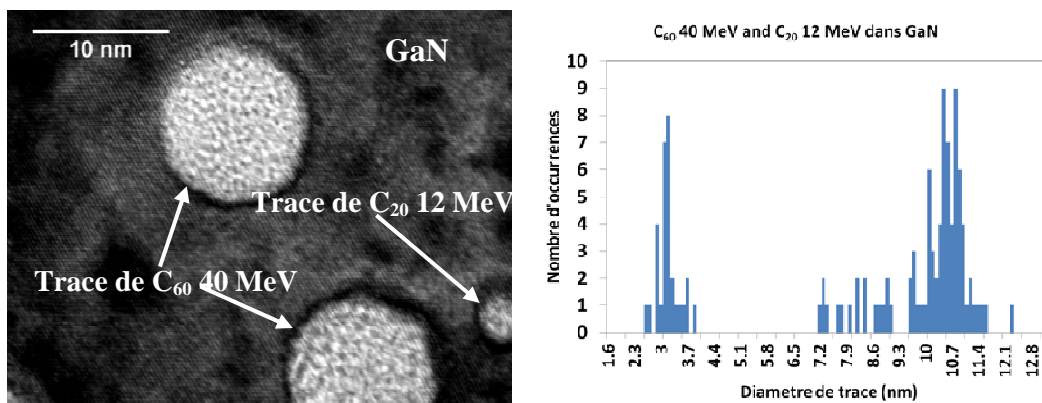 10 nm
GaN
Trace de C₂₀ 12 MeV
Trace de C₆₀ 40 MeV
C₆₀ 40 MeV and C₂₀ 12 MeV dans GaN
Nombre d'occurrences
10
9
8
7
6
5
4
3
2
1
0
1.6 2.3 3 3.7 4.4 5.1 5.8 6.5 7.2 7.9 8.6 9.3 10 10.7 11.4 12.1 12.8
Diametre de trace (nm)